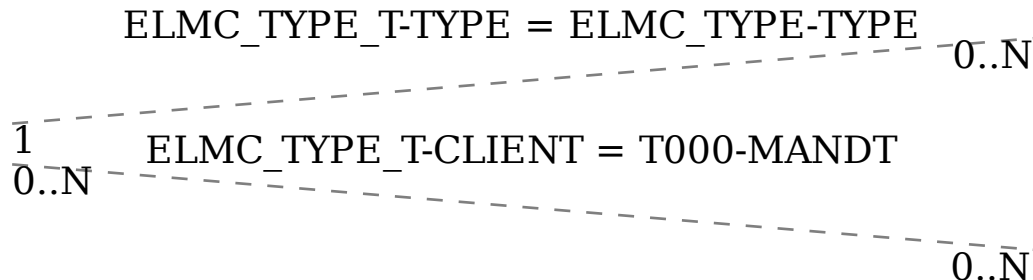 ELMC_TYPE_T-TYPE = ELMC_TYPE-TYPE
0..N
1
ELMC_TYPE_T-CLIENT = T000-MANDT
0..N
0..N